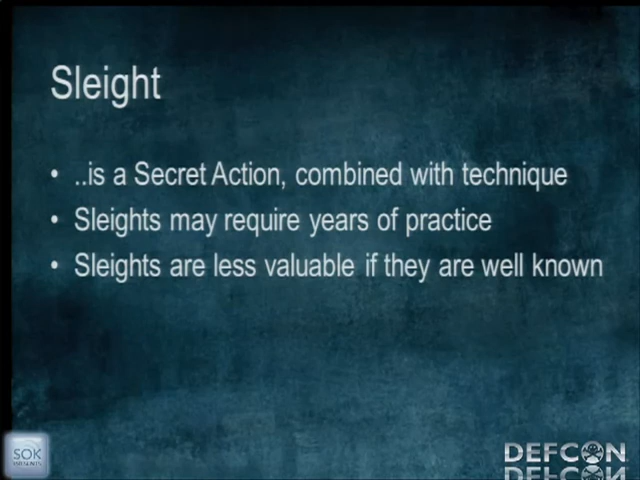 Sleight
• ..is a Secret Action, combined with technique
• Sleights may require years of practice
• Sleights are less valuable if they are well known
SOK
DEFCON